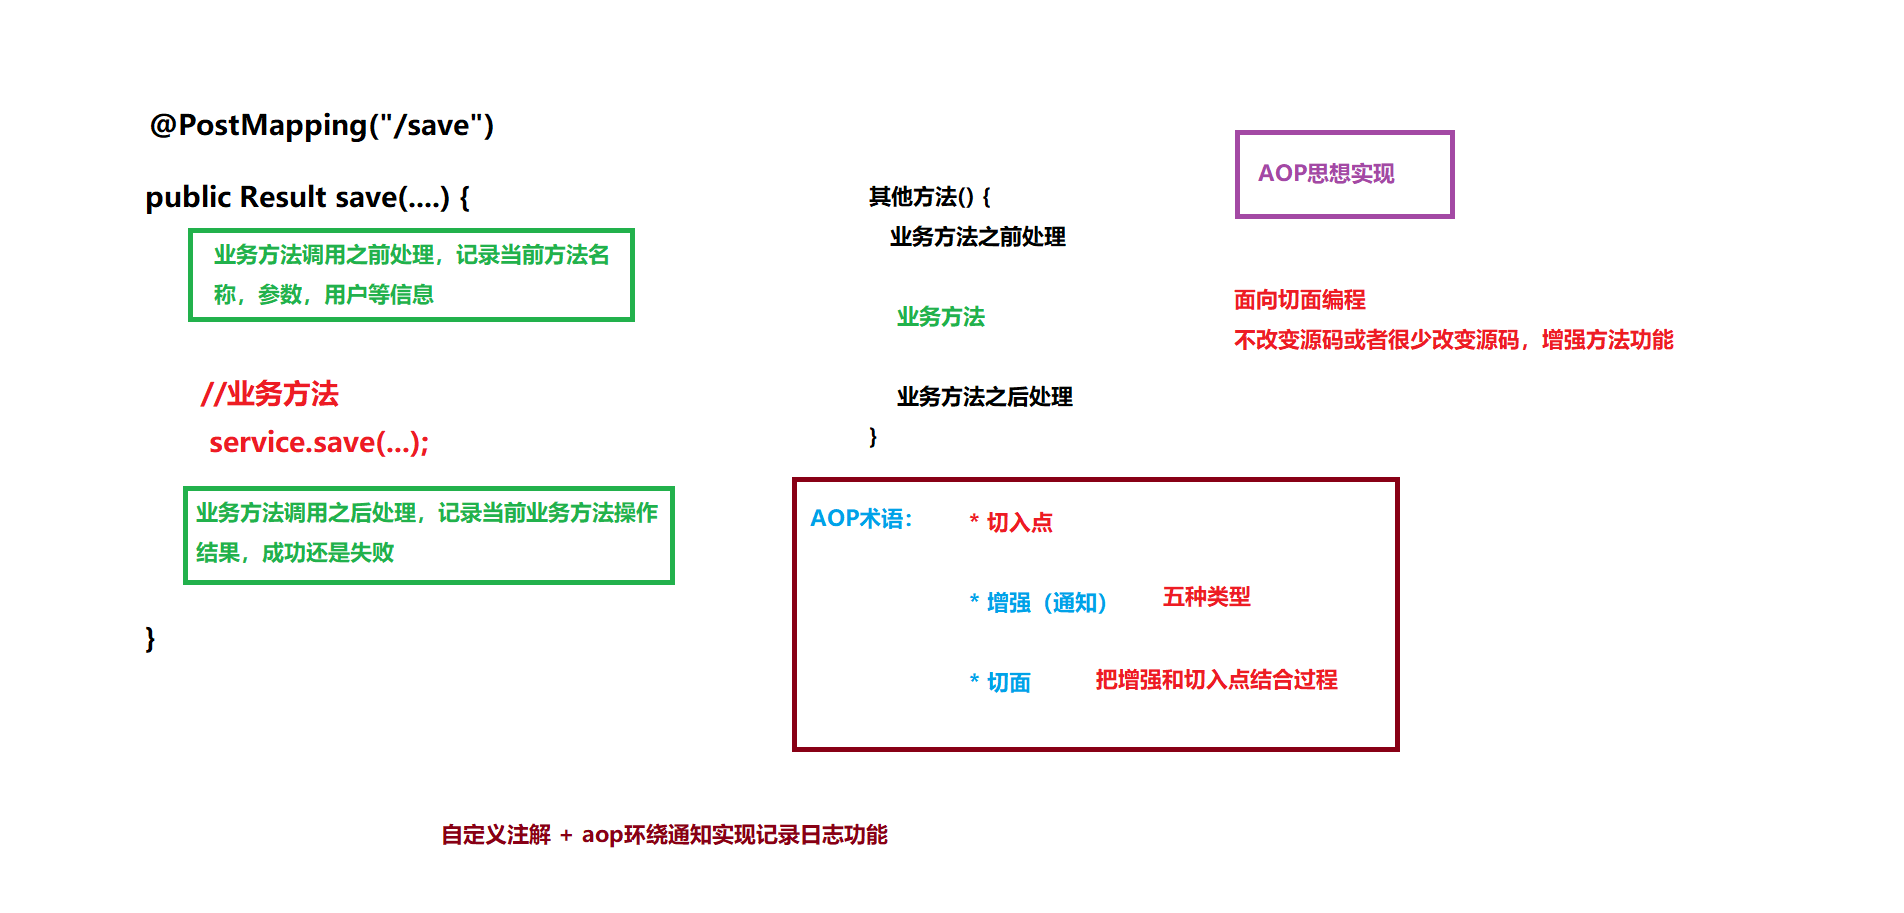 @PostMapping("/save")
public Result save(....) {
业务方法调用之前处理，记录当前方法名
称，参数，用户等信息
//业务方法
service.save(...);
业务方法调用之后处理，记录当前业务方法操作
结果，成功还是失败
}
其他方法() {
业务方法之前处理
业务方法
业务方法之后处理
}
AOP思想实现
面向切面编程
不改变源码或者很少改变源码，增强方法功能
AOP术语： * 切入点
* 增强（通知） 五种类型
* 切面 把增强和切入点结合过程
自定义注解 + aop环绕通知实现记录日志功能